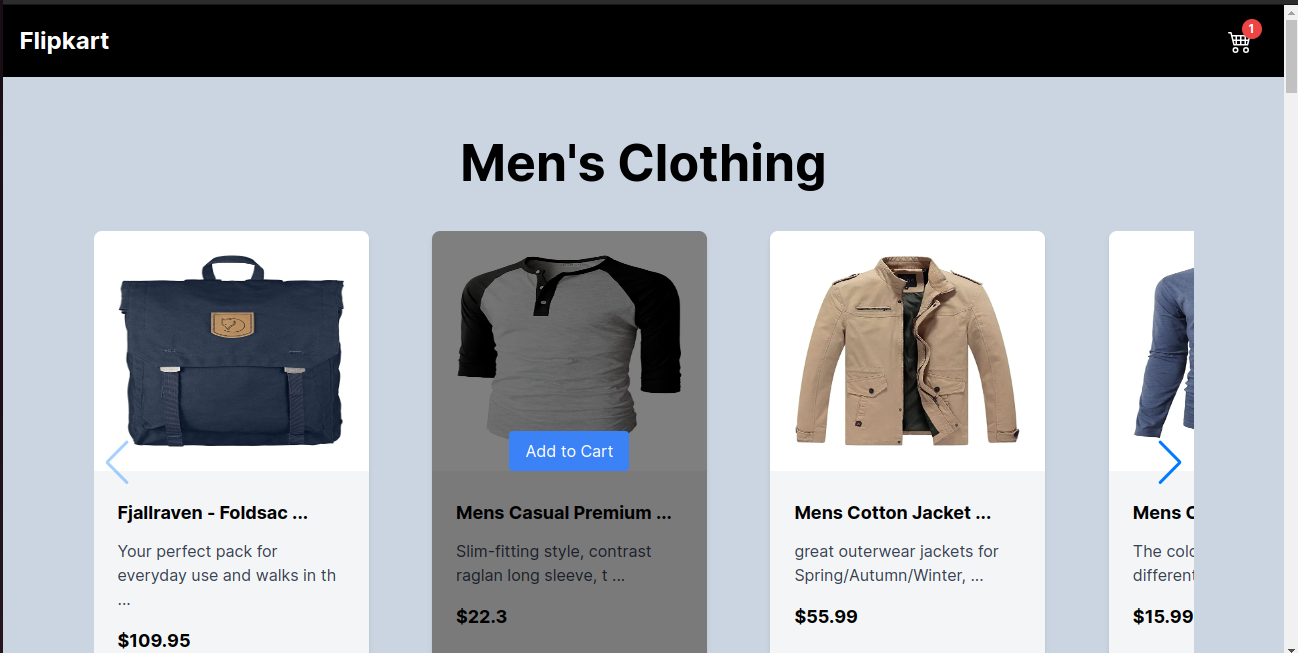 Flipkart
1
Men's Clothing
Add to Cart
Fjallraven - Foldsac ...
Your perfect pack for
everyday use and walks in th
...
$109.95
Mens Casual Premium ...
Slim-fitting style, contrast
raglan long sleeve, t ...
$22.3
Mens Cotton Jacket ...
great outerwear jackets for
Spring/Autumn/Winter, ...
$55.99
Mens
The
different
$15.99